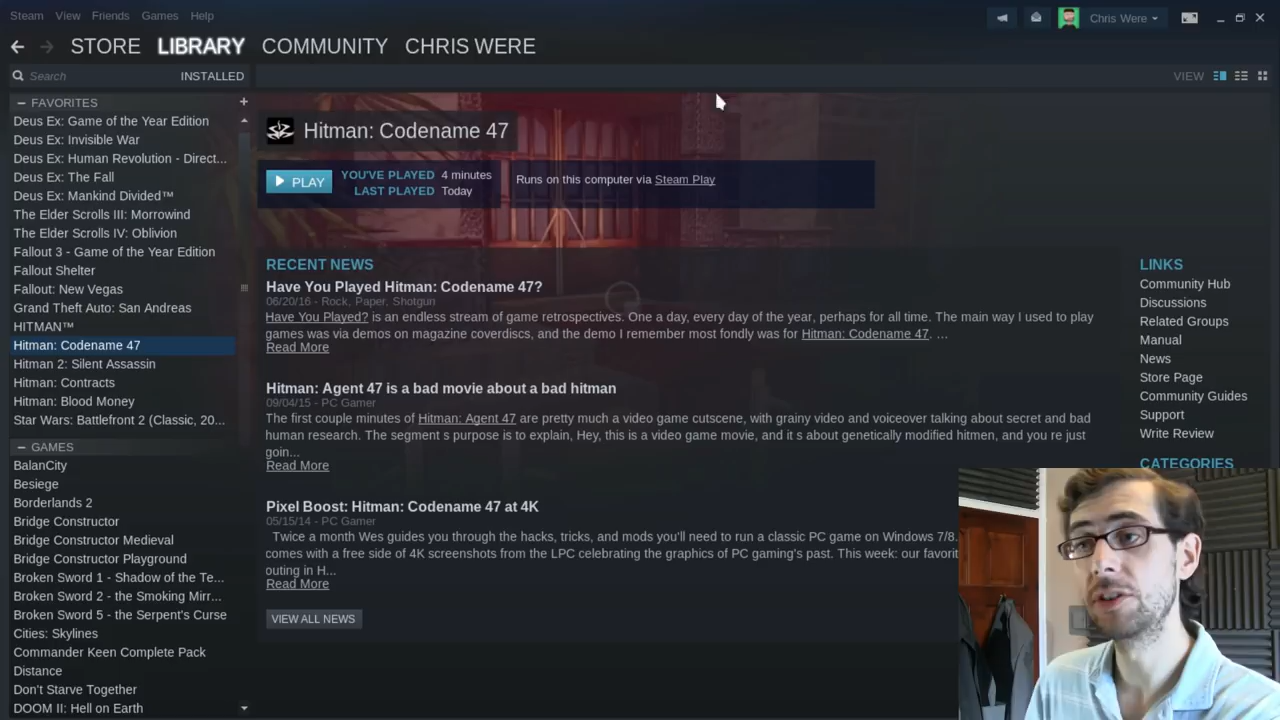 Steam View Friends Games Help
Chris Were
STORE LIBRARY COMMUNITY CHRIS WERE
Search INSTALLED
VIEW
FAVORITES
Deus Ex: Game of the Year Edition
Deus Ex: Invisible War
Deus Ex: Human Revolution - Direct...
Deus Ex: The Fall
Deus Ex: Mankind Divided™
The Elder Scrolls III: Morrowind
The Elder Scrolls IV: Oblivion
Fallout 3 - Game of the Year Edition
Fallout Shelter
Fallout: New Vegas
Grand Theft Auto: San Andreas
HITMAN™
Hitman: Codename 47
Hitman 2: Silent Assassin
Hitman: Contracts
Hitman: Blood Money
Star Wars: Battlefront 2 (Classic, 20...
GAMES
BalanCity
Besiege
Borderlands 2
Bridge Constructor
Bridge Constructor Medieval
Bridge Constructor Playground
Broken Sword 1 - Shadow of the Te...
Broken Sword 2 - the Smoking Mirr...
Broken Sword 5 - the Serpent's Curse
Cities: Skylines
Commander Keen Complete Pack
Distance
Don't Starve Together
DOOM II: Hell on Earth
Hitman: Codename 47
PLAY
YOU'VE PLAYED 4 minutes
LAST PLAYED Today
Runs on this computer via Steam Play
RECENT NEWS
Have You Played Hitman: Codename 47?
06/20/16 - Rock, Paper, Shotgun
Have You Played? is an endless stream of game retrospectives. One a day, every day of the year, perhaps for all time. The main way I used to play
games was via demos on magazine coverdiscs, and the demo I remember most fondly was for Hitman: Codename 47. ...
Read More
Hitman: Agent 47 is a bad movie about a bad hitman
09/04/15 - PC Gamer
The first couple minutes of Hitman: Agent 47 are pretty much a video game cutscene, with grainy video and voiceover talking about secret and bad
human research. The segment s purpose is to explain, Hey, this is a video game movie, and it s about genetically modified hitmen, and you re just
goin...
Read More
Pixel Boost: Hitman: Codename 47 at 4K
05/15/14 - PC Gamer
Twice a month Wes guides you through the hacks, tricks, and mods you'll need to run a classic PC game on Windows 7/8.
comes with a free side of 4K screenshots from the LPC celebrating the graphics of PC gaming's past. This week: our favorit
outing in H...
Read More
VIEW ALL NEWS
LINKS
Community Hub
Discussions
Related Groups
Manual
News
Store Page
Community Guides
Support
Write Review
CATEGORIES